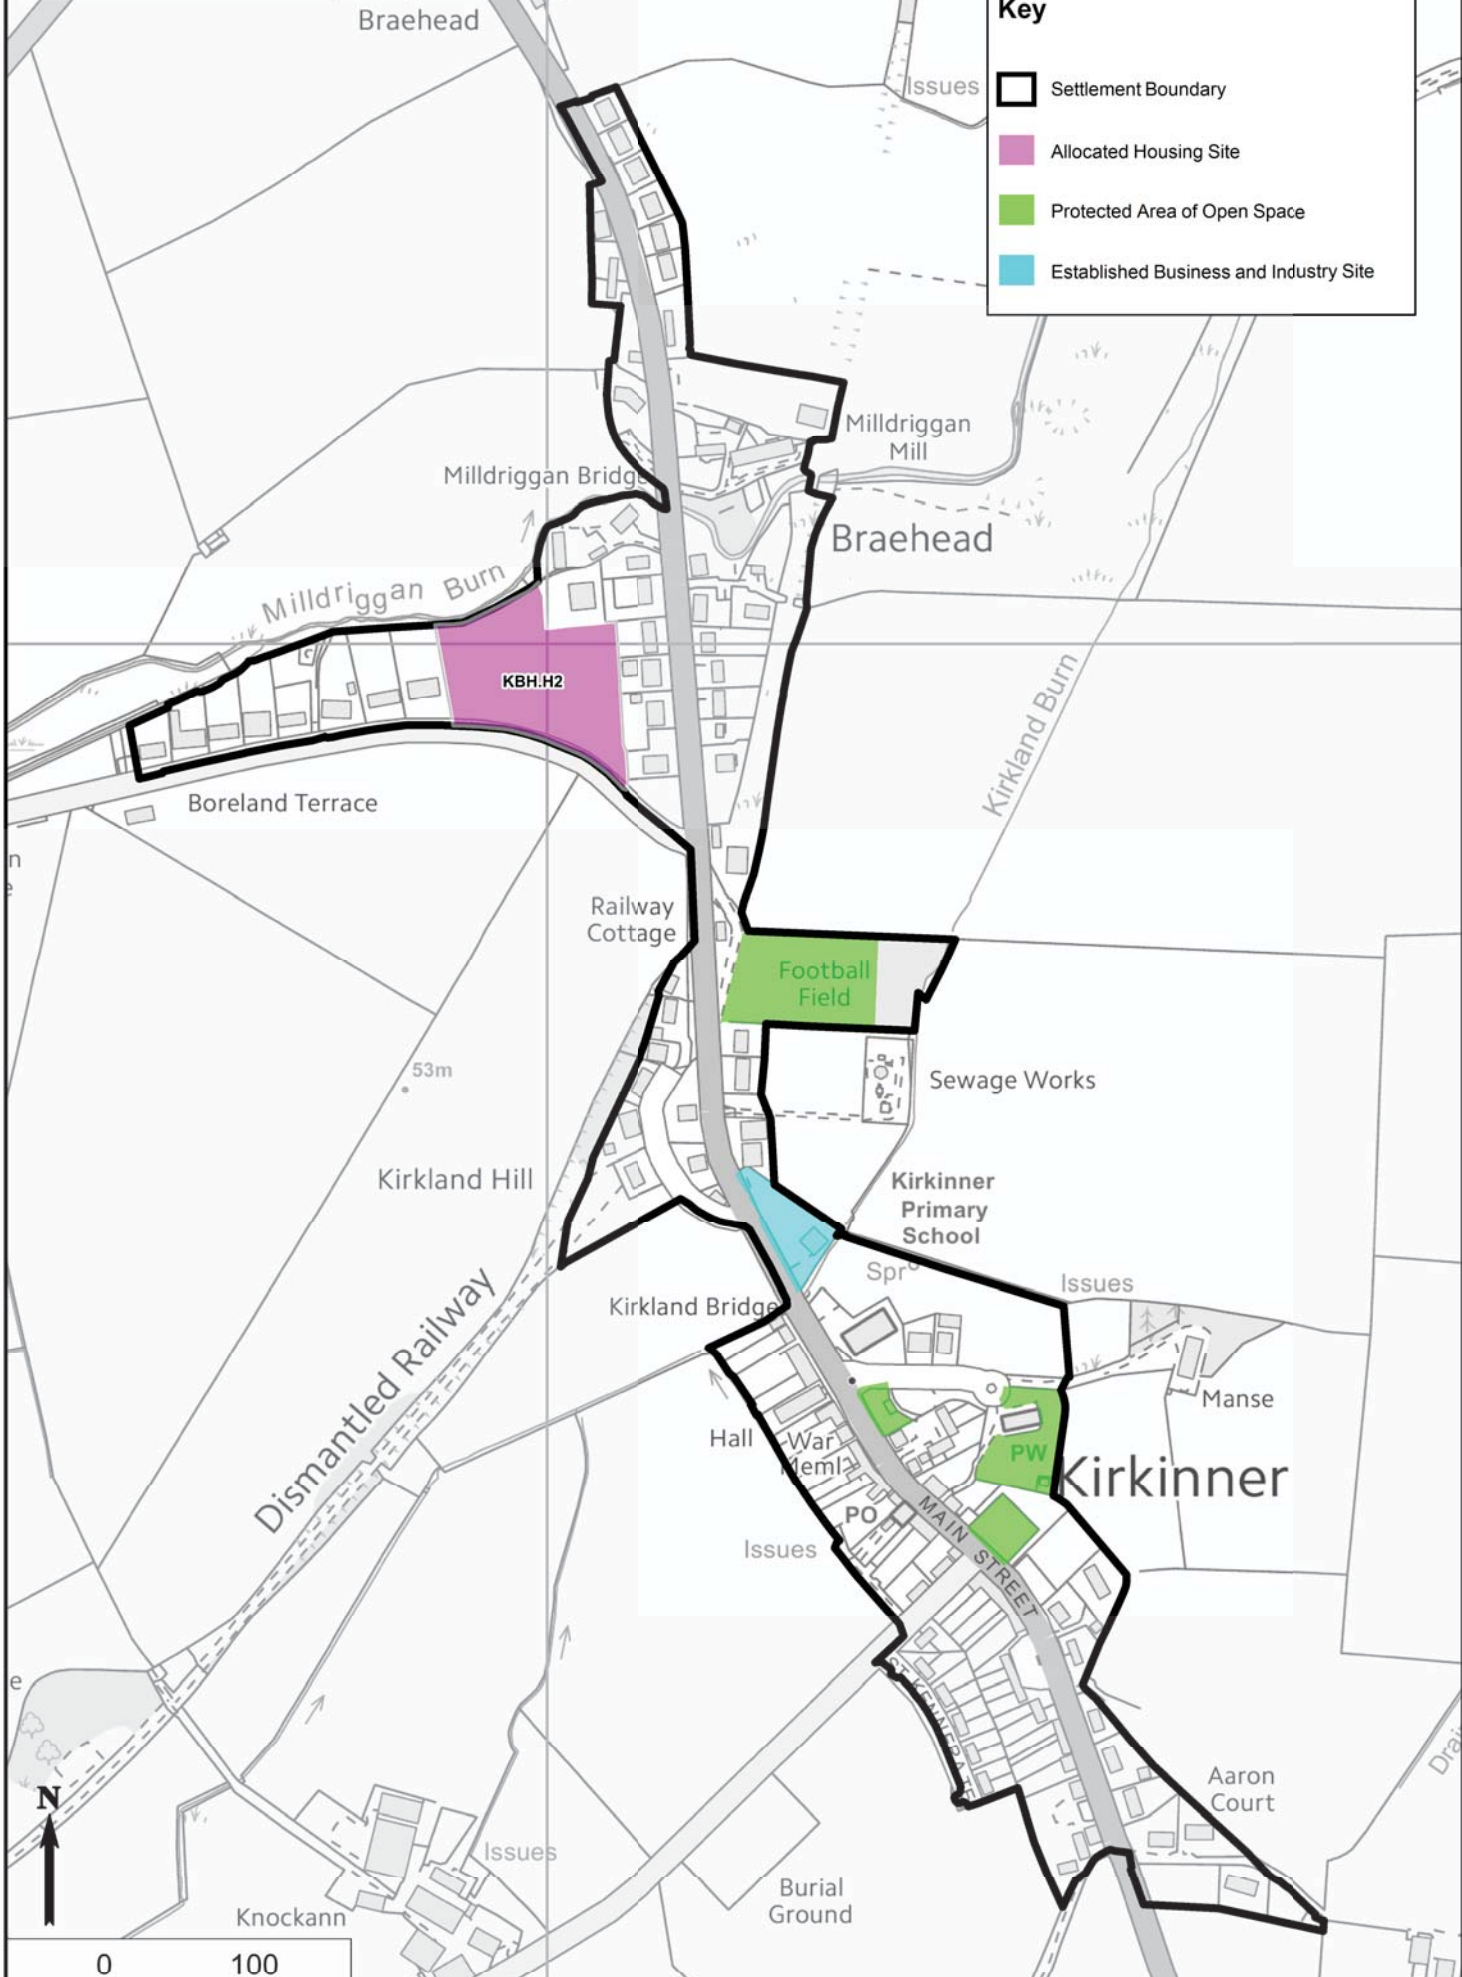 Braehead
Key
Settlement Boundary
Allocated Housing Site
Protected Area of Open Space
Established Business and Industry Site
Issues
Milldriggan
Mill
Milldriggan Bridge
Braehead
Milldriggan Burn
KBH.H2
Kirkland Burn
Boreland Terrace
n
e
Railway
Cottage
Football
Field
53m
Sewage Works
Kirkland Hill
Kirkinner
Primary
School
Spr
Issues
Kirkland Bridge
Dismantled Railway
Manse
Hall
War
Meml
PW
Kirkinner
PO
MAIN STREET
Issues
e
Aaron
Court
N
Issues
Burial
Ground
Knockann
0
100